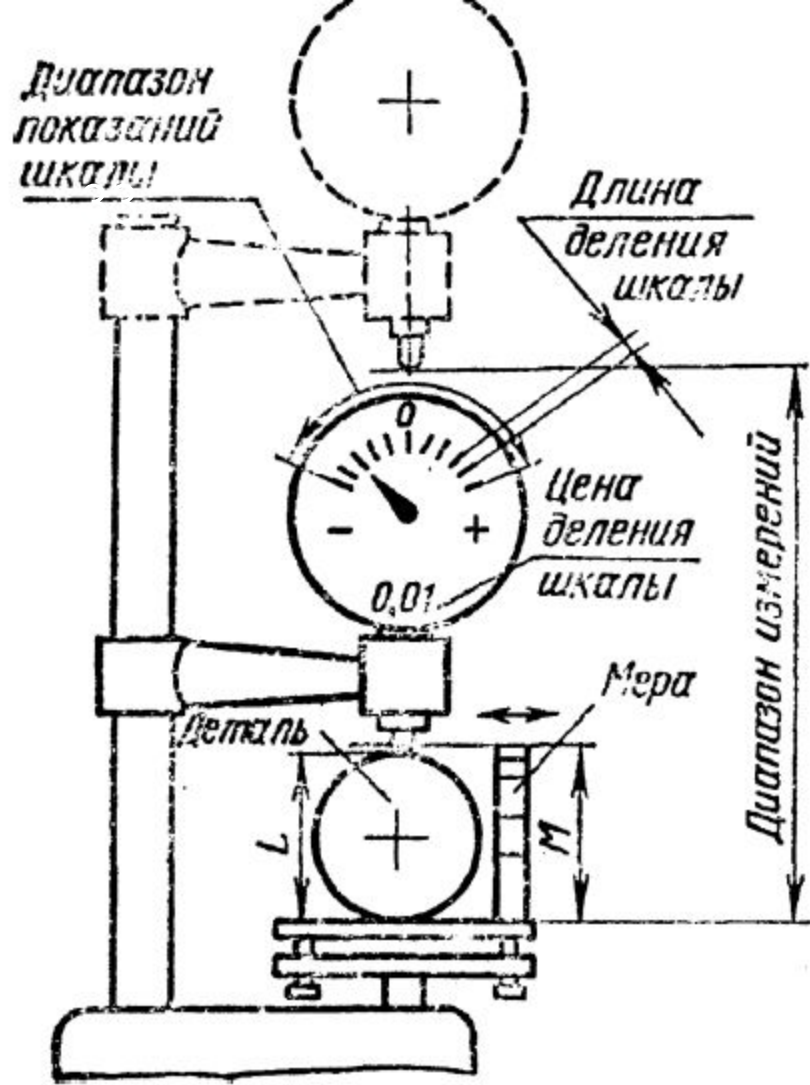 Диапазон
показаний
шкалы
Длина
деления
шкалы
0
Цена
деления
шкалы
- +
0,01
Диапазон измерений
Мера
Деталь
L
M